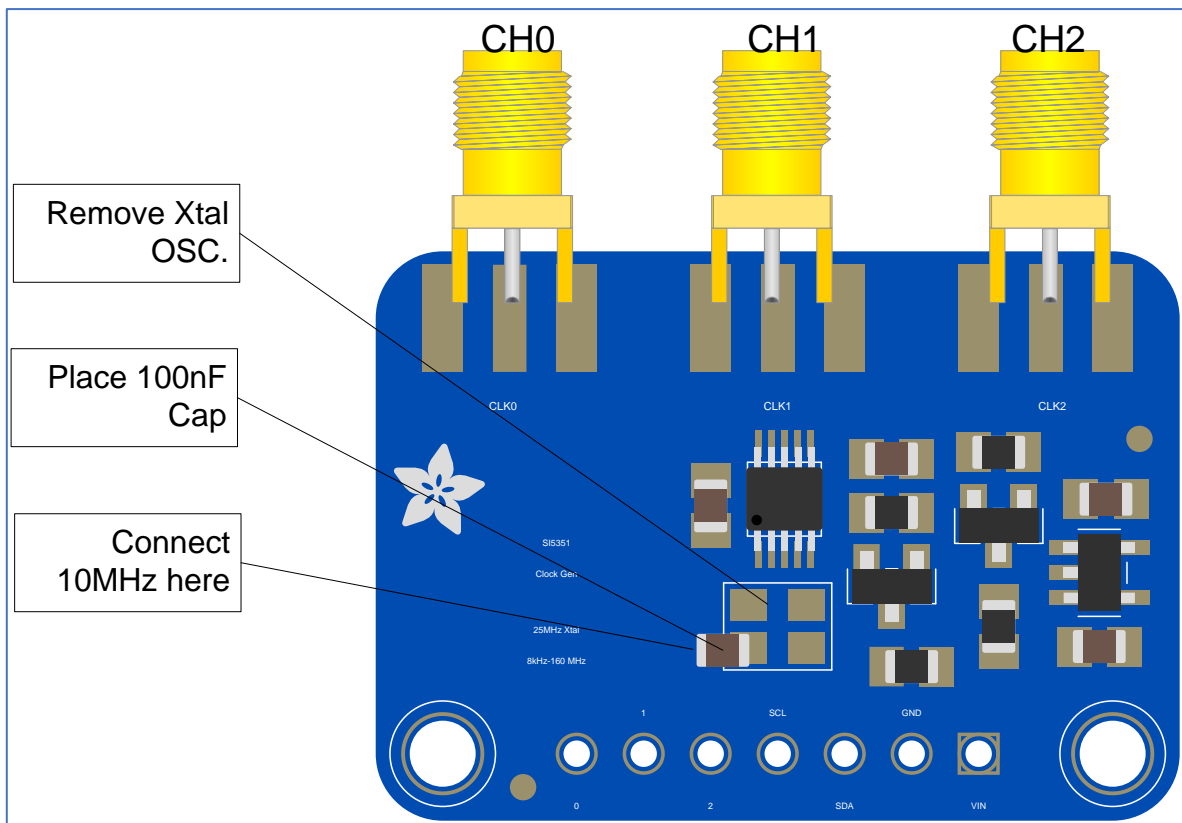 CH0 CH1 CH2
Remove Xtal
OSC.
Place 100nF
Cap
CLK0 CLK1 CLK2
Connect
10MHz here
SI5351
Clock Gen
25MHz Xtal
8kHz-160 MHz
1 SCL GND
0 2 SDA VIN